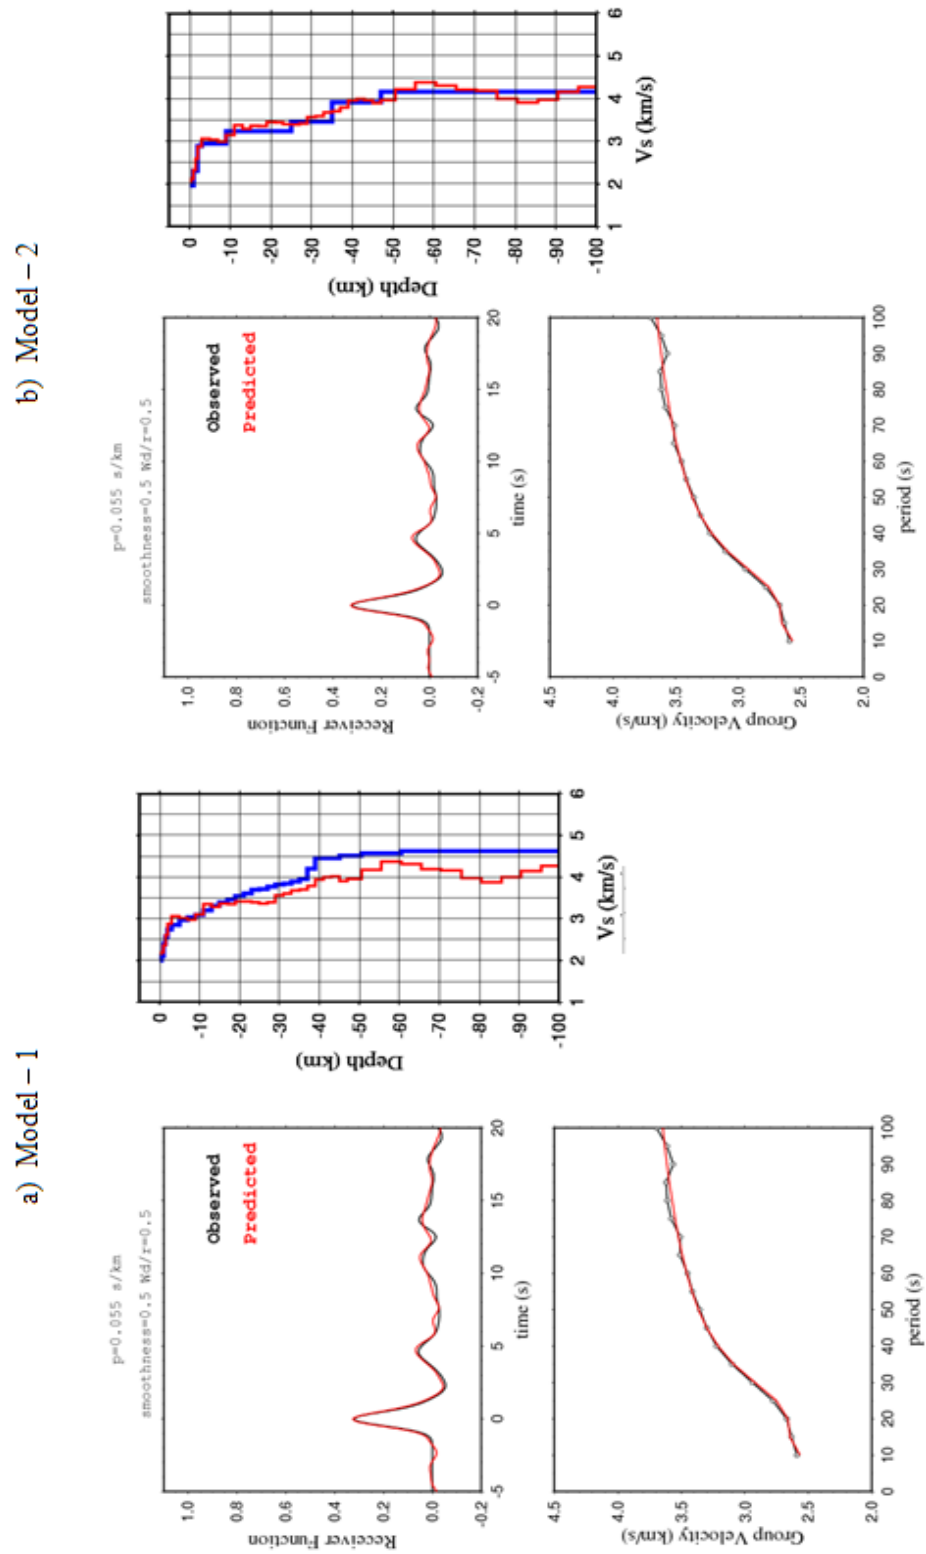 a) Model – 1
p=0.055 s/km
smoothness=0.5 Wd/r=0.5
Receiver Function
1.0
0.8
0.6
0.4
0.2
0.0
-0.2
Observed
Predicted
-5 0 5 10 15 20
time (s)
Group Velocity (km/s)
4.5
4.0
3.5
3.0
2.5
2.0
0 10 20 30 40 50 60 70 80 90 100
period (s)
Depth (km)
0
-10
-20
-30
-40
-50
-60
-70
-80
-90
-100
1 2 3 4 5 6
Vs (km/s)
b) Model – 2
p=0.055 s/km
smoothness=0.5 Wd/r=0.5
Receiver Function
1.0
0.8
0.6
0.4
0.2
0.0
-0.2
Observed
Predicted
-5 0 5 10 15 20
time (s)
Group Velocity (km/s)
4.5
4.0
3.5
3.0
2.5
2.0
0 10 20 30 40 50 60 70 80 90 100
period (s)
Depth (km)
0
-10
-20
-30
-40
-50
-60
-70
-80
-90
-100
1 2 3 4 5 6
Vs (km/s)